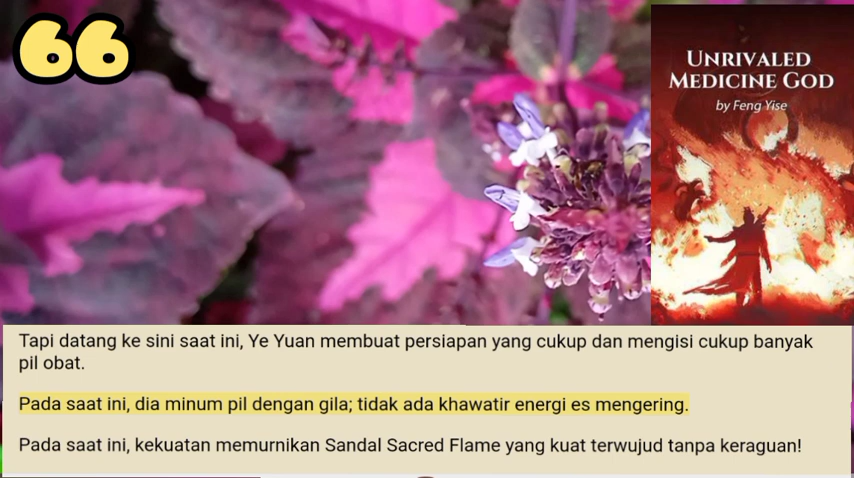 66
UNRIVALED
MEDICINE GOD
by Feng Yise
Tapi datang ke sini saat ini, Ye Yuan membuat persiapan yang cukup dan mengisi cukup banyak
pil obat.
Pada saat ini, dia minum pil dengan gila; tidak ada khawatir energi es mengering.
Pada saat ini, kekuatan memurnikan Sandal Sacred Flame yang kuat terwujud tanpa keraguan!